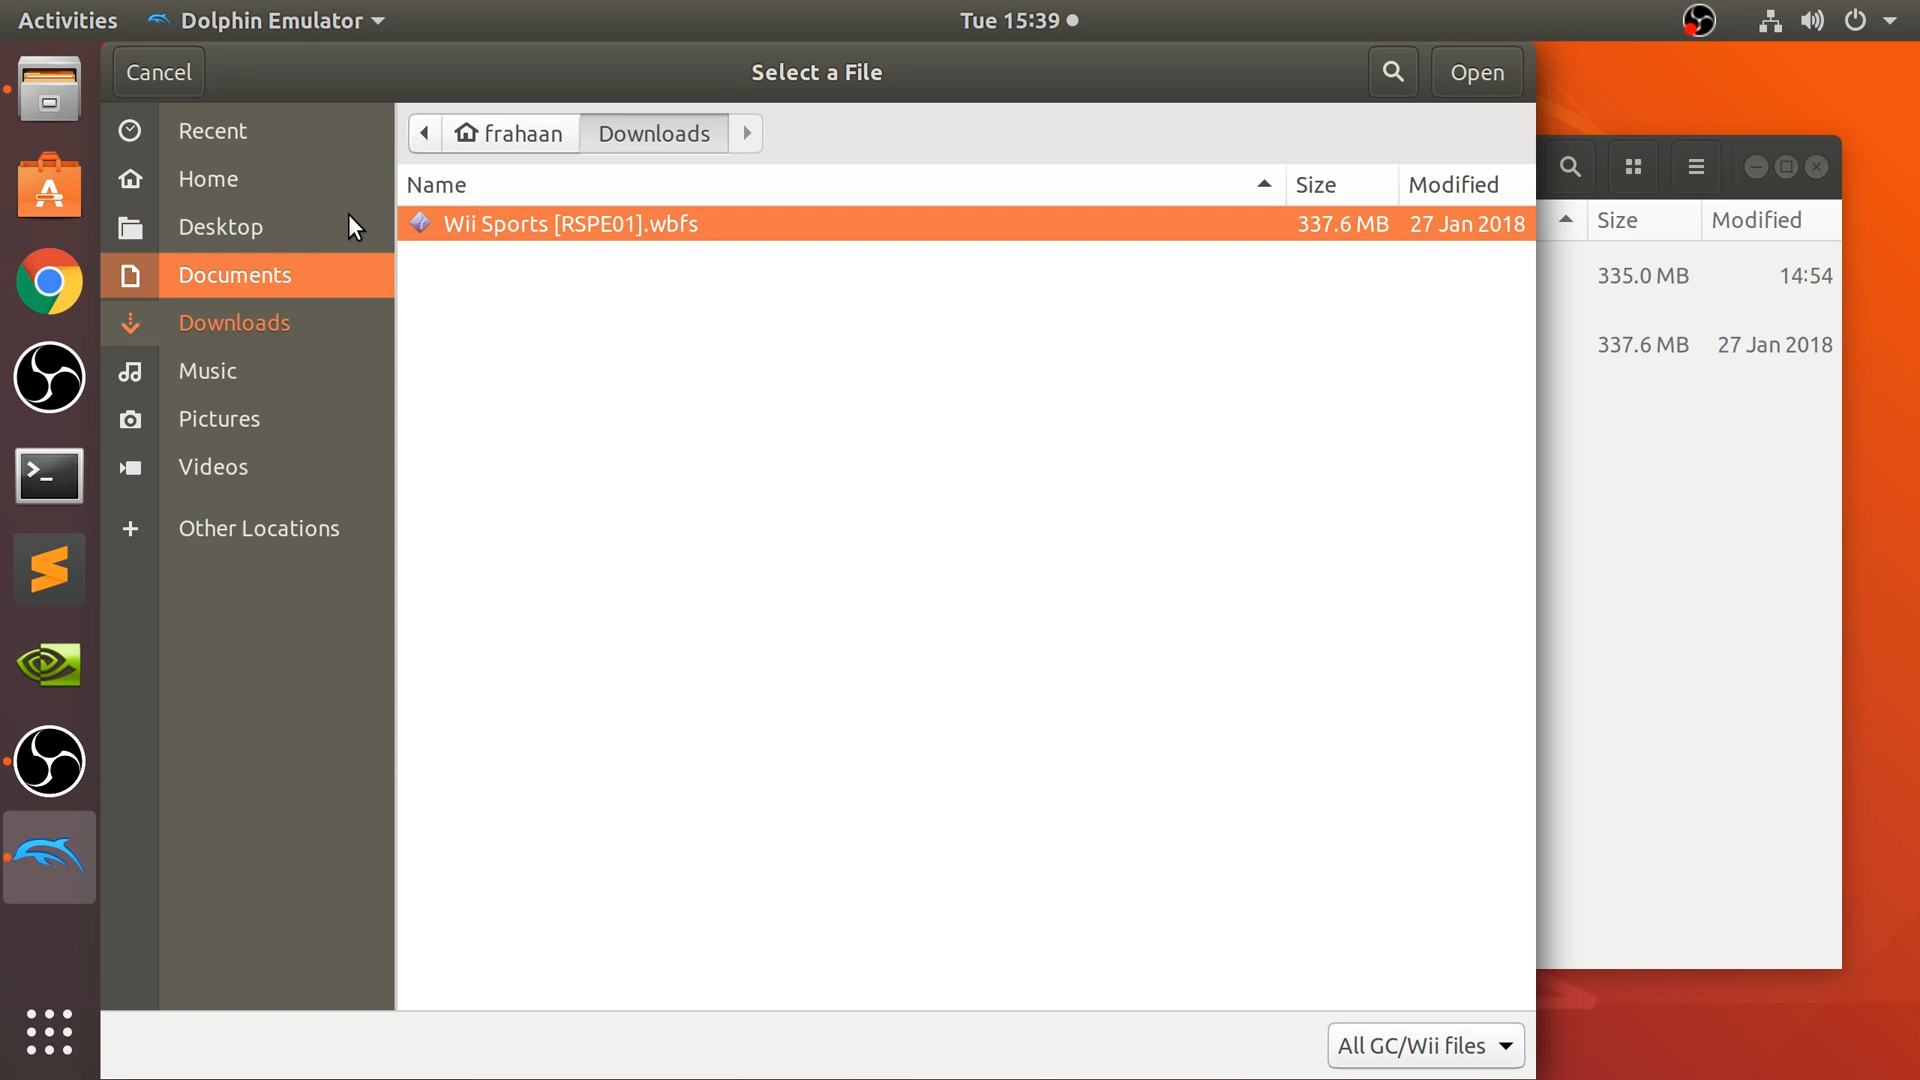 Activities Dolphin Emulator Tue 15:39
Cancel Select a File Open
Recent
Home
Desktop
Documents
Downloads
Music
Pictures
Videos
Other Locations
frahaan Downloads
Name Size Modified
Wii Sports [RSPE01].wbfs 337.6 MB 27 Jan 2018
All GC/Wii files
Size Modified
335.0 MB 14:54
337.6 MB 27 Jan 2018